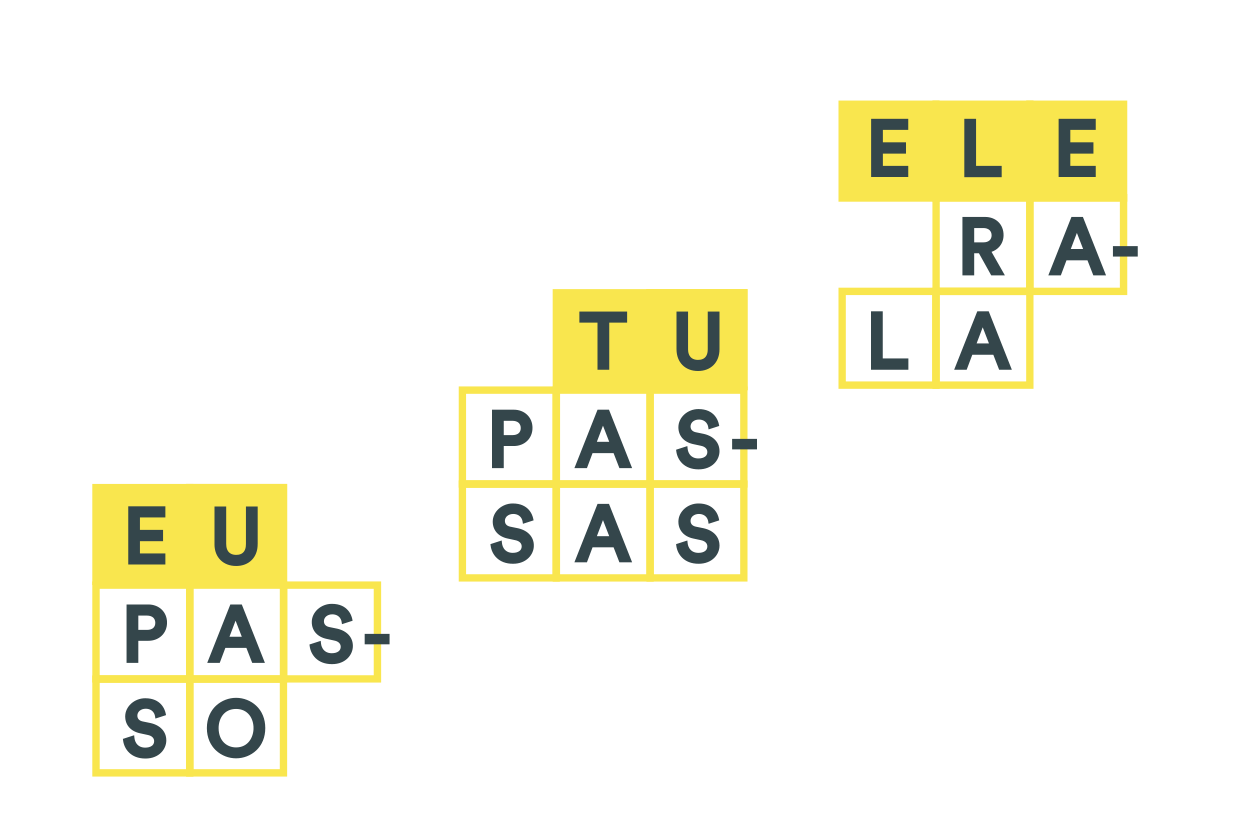 EU
PAS-
SO
TU
PAS-
SAS
ELE
RA-
LA